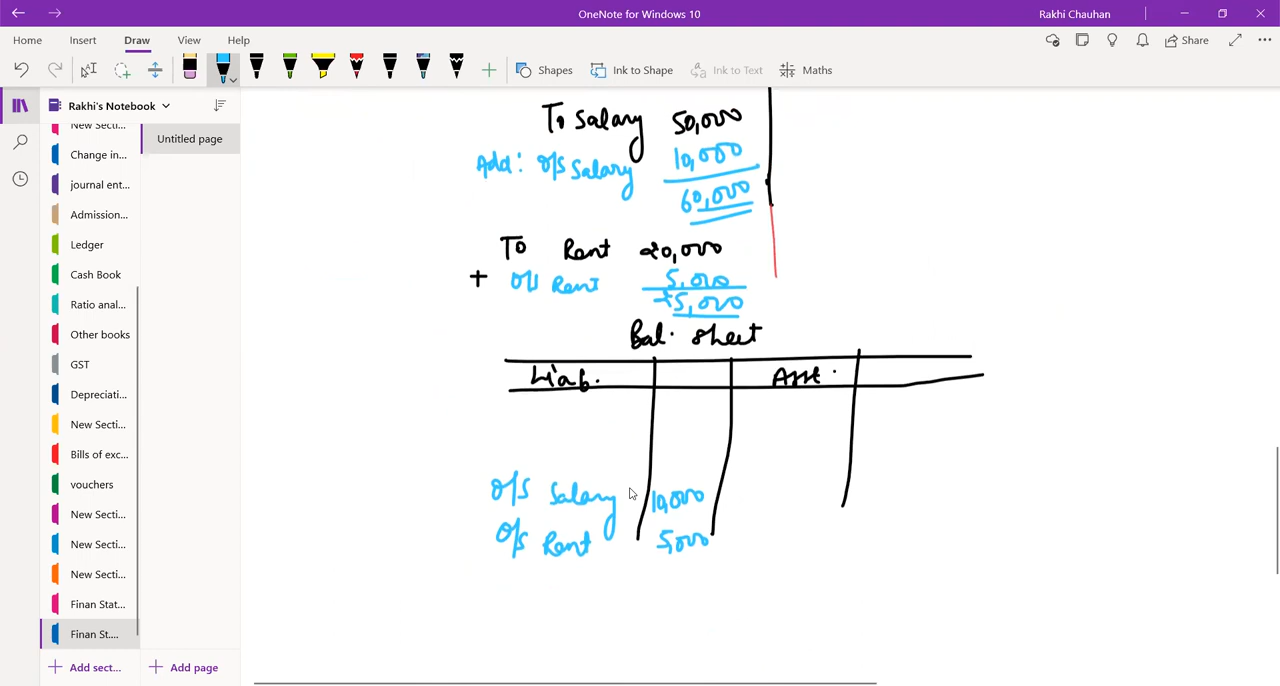 OneNote for Windows 10
Rakhi Chauhan
Home Insert Draw View Help
Share
Shapes Ink to Shape Ink to Text Maths
Rakhi's Notebook
Untitled page
New Secti...
Change in...
journal ent...
Admission...
Ledger
Cash Book
Ratio anal...
Other books
GST
Depreciati...
New Secti...
Bills of exc...
vouchers
New Secti...
New Secti...
New Secti...
Finan Stat...
Finan St....
Add sect... Add page
To Salary 50,000
Add: O/s Salary 10,000
60,000
To Rent 20,000
+ O/s Rent 5,000
25,000
Bal. Sheet
Liab. Asset.
O/s Salary 10,000
O/s Rent 5,000